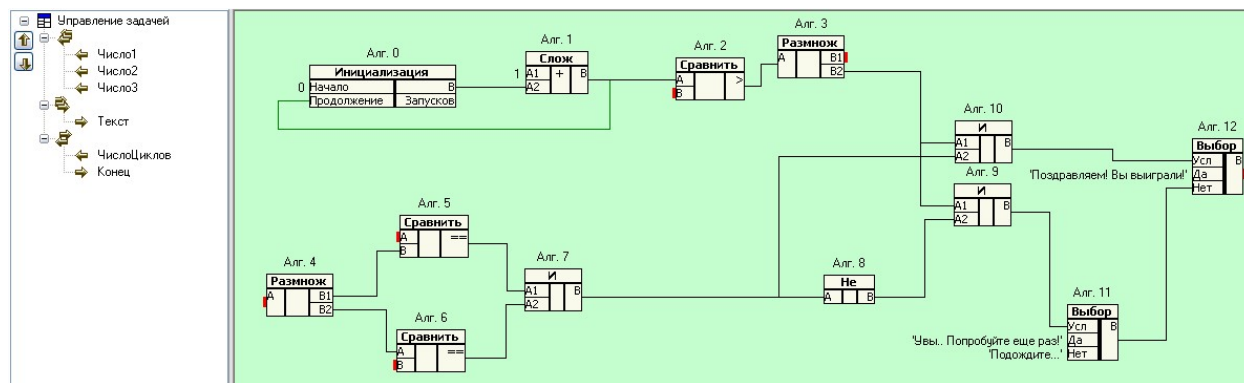 Управление задачей
Число1
Число2
Число3
Текст
ЧислоЦиклов
Конец
Алг. 0
Инициализация
0 Начало В
Продолжение Запусков
Алг. 1
Слож
1 А1 + В
А2
Алг. 2
Сравнить
А >
В
Алг. 3
Размнож
А В1
В2
Алг. 10
И
А1 В
А2
Алг. 12
Выбор
Усл В
'Поздравляем! Вы выиграли!' Да
Нет
Алг. 9
И
А1 В
А2
Алг. 5
Сравнить
А ==
В
Алг. 4
Размнож
А В1
В2
Алг. 7
И
А1 В
А2
Алг. 8
Не
А В
Алг. 6
Сравнить
А ==
В
Алг. 11
Выбор
Усл В
'Увы.. Попробуйте еще раз!' Да
'Подождите...' Нет